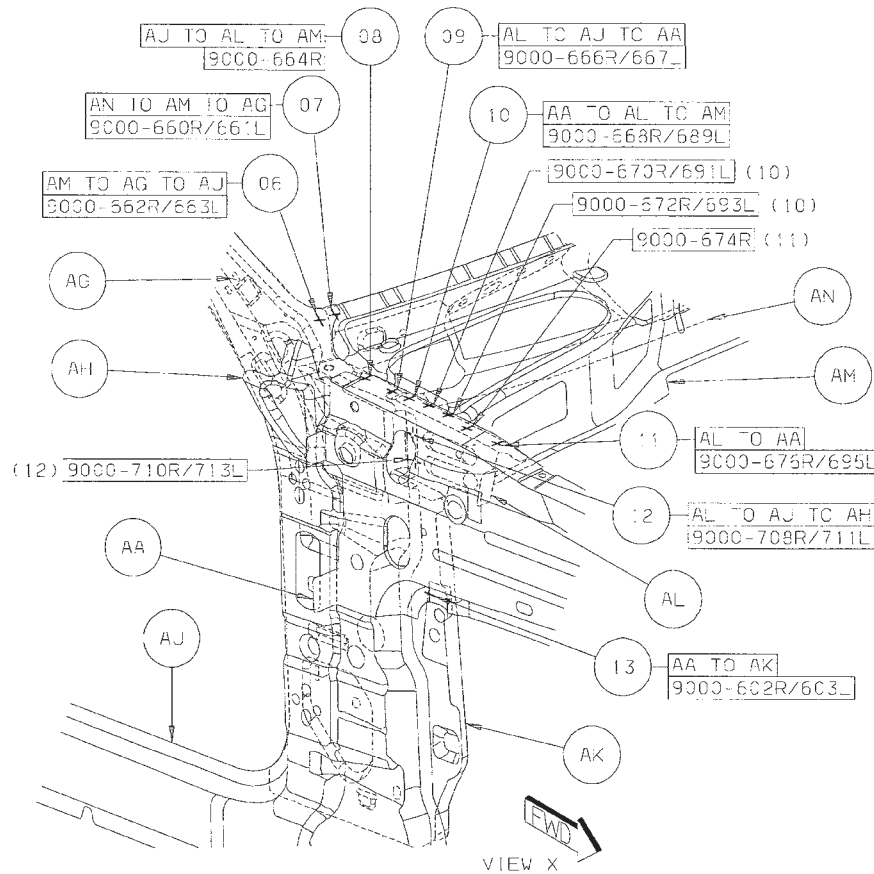 AJ TO AL TO AM
9000-664R
08
09
AL TO AJ TO AA
9000-666R/667L
AN TO AM TO AG
9000-660R/661L
07
10
AA TO AL TO AM
9000-668R/689L
9000-670R/691L (10)
AM TO AG TO AJ
9000-662R/663L
06
9000-672R/693L (10)
9000-674R (11)
AG
AN
AH
AM
11
AL TO AA
9000-676R/695L
(12) 9000-710R/713L
12
AL TO AJ TO AH
9000-708R/711L
AA
AL
AJ
13
AA TO AK
9000-602R/603L
AK
FWD
VIEW X